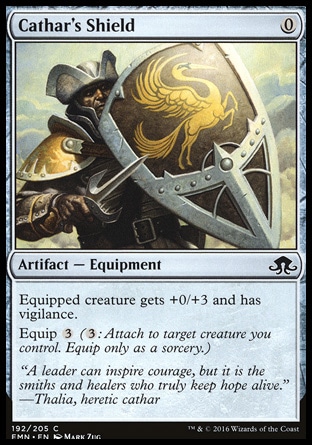 Cathar's Shield 0
Artifact — Equipment
Equipped creature gets +0/+3 and has
vigilance.
Equip 3 (3: Attach to target creature you
control. Equip only as a sorcery.)
"A leader can inspire courage, but it is the
smiths and healers who truly keep hope alive."
—Thalia, heretic cathar
192/205 C
EMN • EN Mark Zug ™ & © 2016 Wizards of the Coast